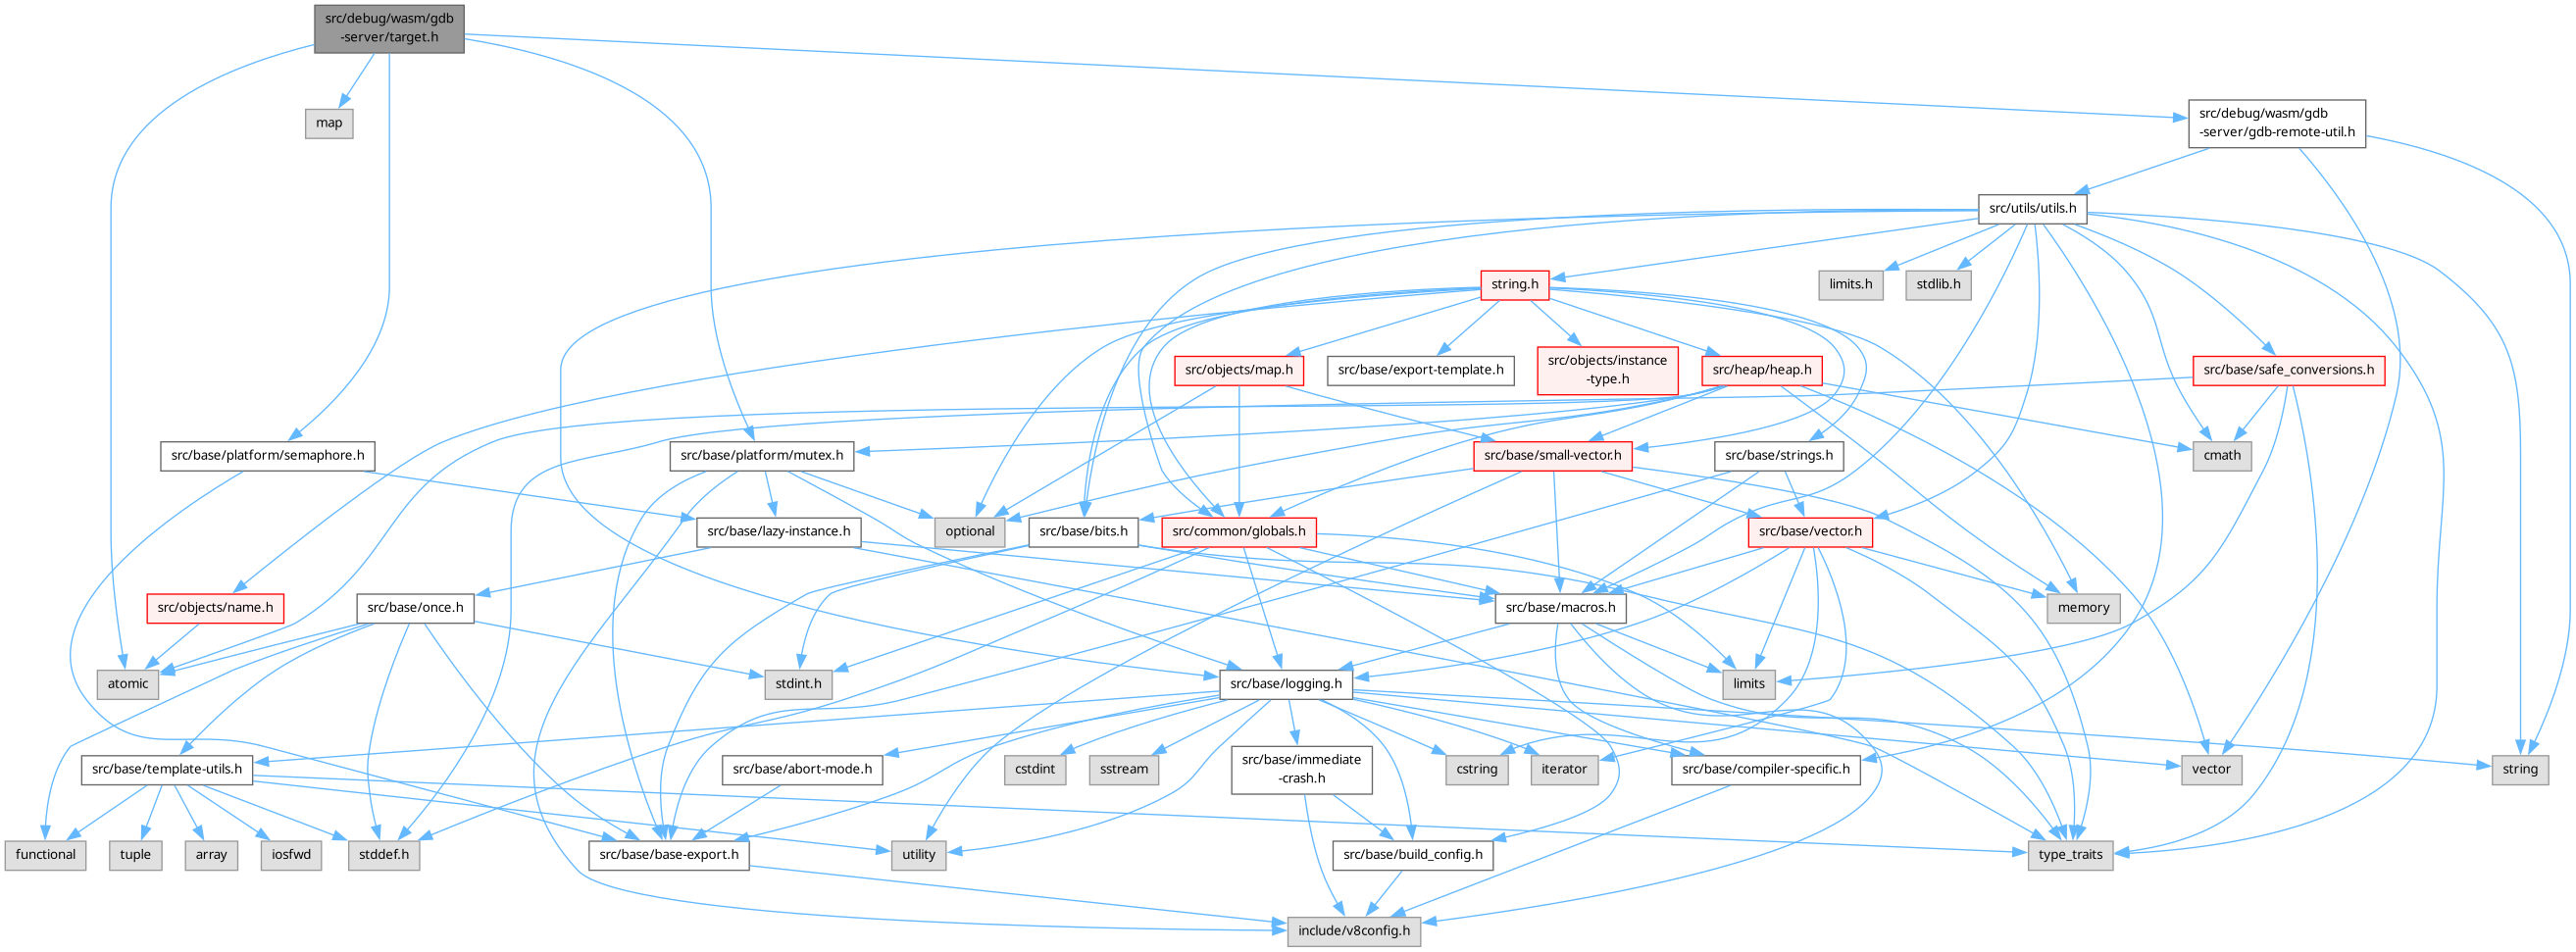 src/debug/wasm/gdb
-server/target.h
map
src/debug/wasm/gdb
-server/gdb-remote-util.h
src/utils/utils.h
string.h
limits.h
stdlib.h
src/objects/map.h
src/base/export-template.h
src/objects/instance
-type.h
src/heap/heap.h
src/base/safe_conversions.h
src/base/platform/semaphore.h
src/base/platform/mutex.h
src/base/small-vector.h
src/base/strings.h
cmath
src/base/lazy-instance.h
optional
src/base/bits.h
src/common/globals.h
src/base/vector.h
src/objects/name.h
src/base/once.h
src/base/macros.h
memory
atomic
stdint.h
src/base/logging.h
limits
src/base/template-utils.h
src/base/abort-mode.h
cstdint
sstream
src/base/immediate
-crash.h
cstring
iterator
src/base/compiler-specific.h
vector
string
functional
tuple
array
iosfwd
stddef.h
src/base/base-export.h
utility
src/base/build_config.h
type_traits
include/v8config.h